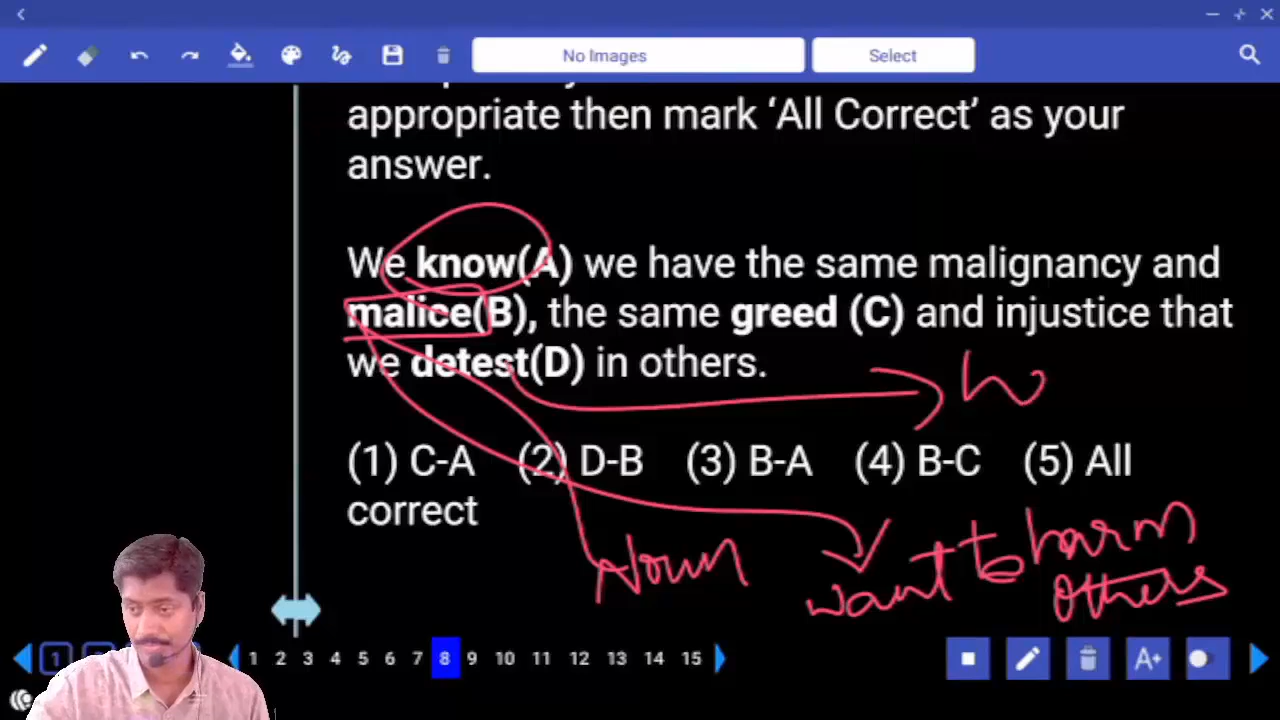 No Images
Select
appropriate then mark ‘All Correct’ as your
answer.
We know(A) we have the same malignancy and
malice(B), the same greed (C) and injustice that
we detest(D) in others.
(1) C-A (2) D-B (3) B-A (4) B-C (5) All
correct
Noun
want to harm
others
1 2 3 4 5 6 7 8 9 10 11 12 13 14 15
A+